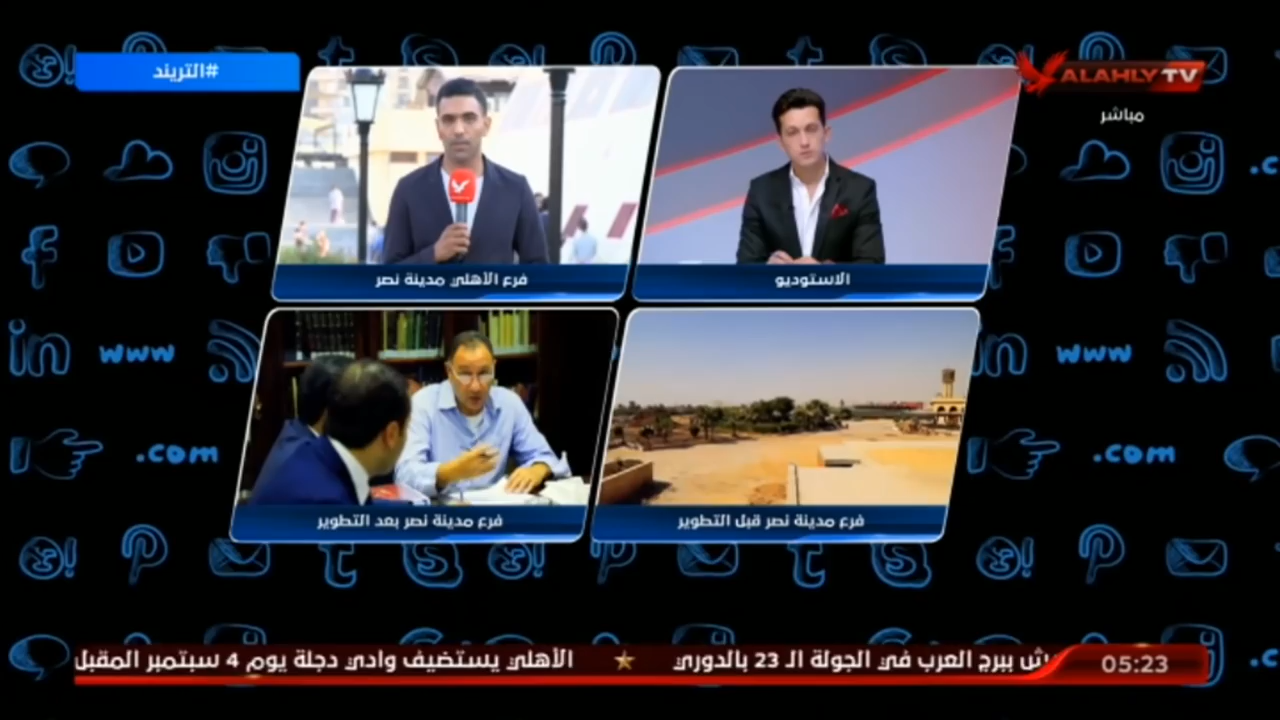 #التريند
ALAHLY TV
مباشر
الاستوديو
فرع الأهلي مدينة نصر
فرع مدينة نصر قبل التطوير
فرع مدينة نصر بعد التطوير
www
www
.com
.com
ببرج العرب في الجولة الـ 23 بالدوري ★ الأهلي يستضيف وادي دجلة يوم 4 سبتمبر المقبل
05:23